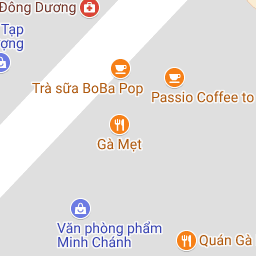 Đông Dương
Tạp
Trà sữa BoBa Pop
Passio Coffee to
Gà Mẹt
Văn phòng phẩm
Minh Chánh
Quán Gà